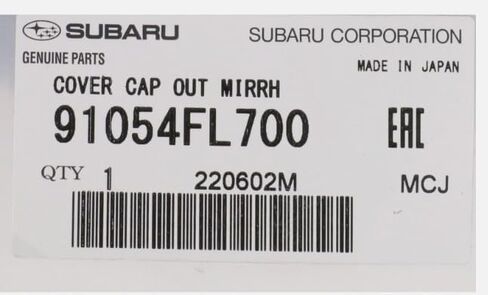 SUBARU
SUBARU CORPORATION
GENUINE PARTS
MADE IN JAPAN
COVER CAP OUT MIRRH
91054FL700
EAC
QTY 1 220602M MCJ